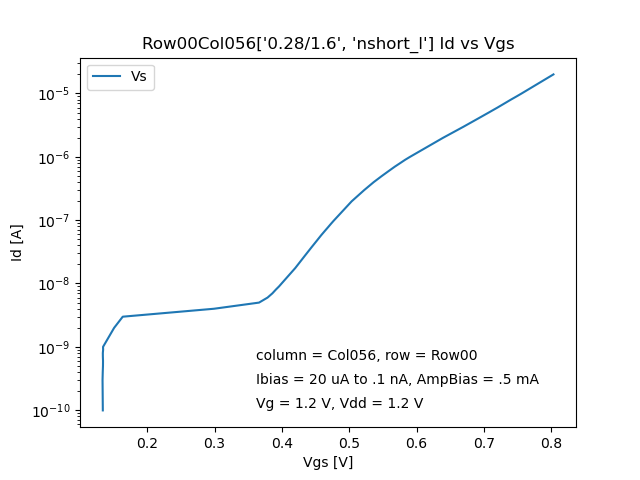 Row00Col056['0.28/1.6', 'nshort_l'] Id vs Vgs
Vs
10⁻⁵
10⁻⁶
10⁻⁷
10⁻⁸
10⁻⁹
10⁻¹⁰
Id [A]
column = Col056, row = Row00
Ibias = 20 uA to .1 nA, AmpBias = .5 mA
Vg = 1.2 V, Vdd = 1.2 V
0.2 0.3 0.4 0.5 0.6 0.7 0.8
Vgs [V]